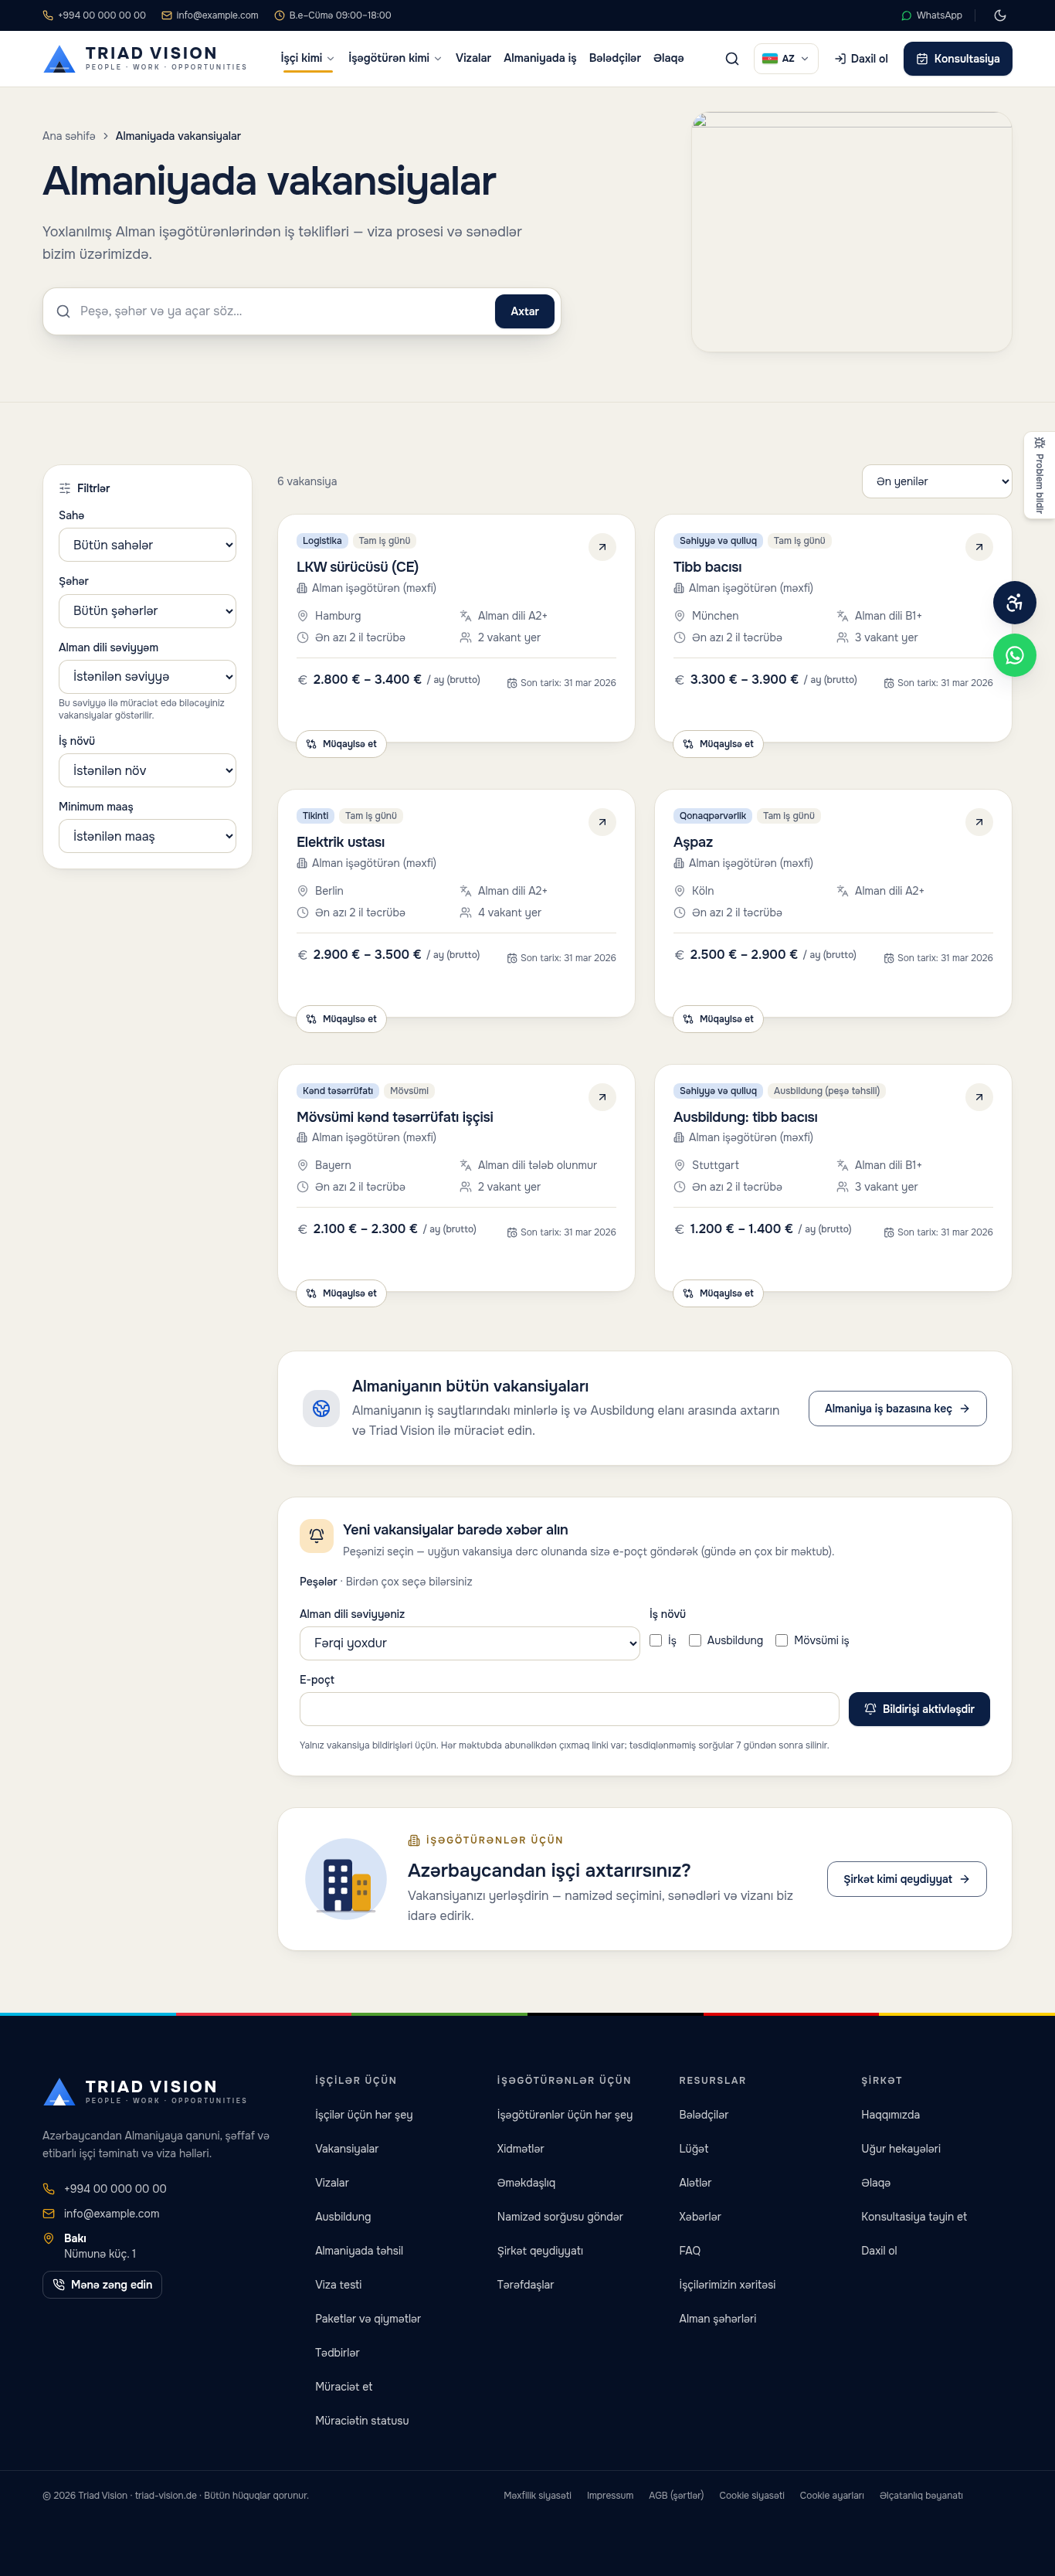 +994 00 000 00 00
info@example.com
B.e–Cümə 09:00–18:00
WhatsApp
TRIAD VISION
PEOPLE · WORK · OPPORTUNITIES
İşçi kimi
İşəgötürən kimi
Vizalar
Almaniyada iş
Bələdçilər
Əlaqə
AZ
Daxil ol
Konsultasiya
Ana səhifə
Almaniyada vakansiyalar
Almaniyada vakansiyalar
Yoxlanılmış Alman işəgötürənlərindən iş təklifləri — viza prosesi və sənədlər
bizim üzərimizdə.
Peşə, şəhər və ya açar söz...
Axtar
Problem bildir
Filtrlər
Sahə
Bütün sahələr
Şəhər
Bütün şəhərlər
Alman dili səviyyəm
İstənilən səviyyə
Bu səviyyə ilə müraciət edə biləcəyiniz
vakansiyalar göstərilir.
İş növü
İstənilən növ
Minimum maaş
İstənilən maaş
6 vakansiya
Ən yenilər
Logistika
Tam iş günü
LKW sürücüsü (CE)
Alman işəgötürən (məxfi)
Hamburg
Alman dili A2+
Ən azı 2 il təcrübə
2 vakant yer
2.800 € – 3.400 € / ay (brutto)
Son tarix: 31 mar 2026
Müqayisə et
Səhiyyə və qulluq
Tam iş günü
Tibb bacısı
Alman işəgötürən (məxfi)
München
Alman dili B1+
Ən azı 2 il təcrübə
3 vakant yer
3.300 € – 3.900 € / ay (brutto)
Son tarix: 31 mar 2026
Müqayisə et
Tikinti
Tam iş günü
Elektrik ustası
Alman işəgötürən (məxfi)
Berlin
Alman dili A2+
Ən azı 2 il təcrübə
4 vakant yer
2.900 € – 3.500 € / ay (brutto)
Son tarix: 31 mar 2026
Müqayisə et
Qonaqpərvərlik
Tam iş günü
Aşpaz
Alman işəgötürən (məxfi)
Köln
Alman dili A2+
Ən azı 2 il təcrübə
2.500 € – 2.900 € / ay (brutto)
Son tarix: 31 mar 2026
Müqayisə et
Kənd təsərrüfatı
Mövsümi
Mövsümi kənd təsərrüfatı işçisi
Alman işəgötürən (məxfi)
Bayern
Alman dili tələb olunmur
Ən azı 2 il təcrübə
2 vakant yer
2.100 € – 2.300 € / ay (brutto)
Son tarix: 31 mar 2026
Müqayisə et
Səhiyyə və qulluq
Ausbildung (peşə təhsili)
Ausbildung: tibb bacısı
Alman işəgötürən (məxfi)
Stuttgart
Alman dili B1+
Ən azı 2 il təcrübə
3 vakant yer
1.200 € – 1.400 € / ay (brutto)
Son tarix: 31 mar 2026
Müqayisə et
Almaniyanın bütün vakansiyaları
Almaniyanın iş saytlarındakı minlərlə iş və Ausbildung elanı arasında axtarın
və Triad Vision ilə müraciət edin.
Almaniya iş bazasına keç
Yeni vakansiyalar barədə xəbər alın
Peşənizi seçin — uyğun vakansiya dərc olunanda sizə e-poçt göndərək (gündə ən çox bir məktub).
Peşələr · Birdən çox seçə bilərsiniz
Alman dili səviyyəniz
Fərqi yoxdur
İş növü
İş
Ausbildung
Mövsümi iş
E-poçt
Bildirişi aktivləşdir
Yalnız vakansiya bildirişləri üçün. Hər məktubda abunəlikdən çıxmaq linki var; təsdiqlənməmiş sorğular 7 gündən sonra silinir.
İŞƏGÖTÜRƏNLƏR ÜÇÜN
Azərbaycandan işçi axtarırsınız?
Vakansiyanızı yerləşdirin — namizəd seçimini, sənədləri və vizanı biz
idarə edirik.
Şirkət kimi qeydiyyat
TRIAD VISION
PEOPLE · WORK · OPPORTUNITIES
Azərbaycandan Almaniyaya qanuni, şəffaf və
etibarlı işçi təminatı və viza həlləri.
+994 00 000 00 00
info@example.com
Bakı
Nümunə küç. 1
Mənə zəng edin
İŞÇİLƏR ÜÇÜN
İşçilər üçün hər şey
Vakansiyalar
Vizalar
Ausbildung
Almaniyada təhsil
Viza testi
Paketlər və qiymətlər
Tədbirlər
Müraciət et
Müraciətin statusu
İŞƏGÖTÜRƏNLƏR ÜÇÜN
İşəgötürənlər üçün hər şey
Xidmətlər
Əməkdaşlıq
Namizəd sorğusu göndər
Şirkət qeydiyyatı
Tərəfdaşlar
RESURSLAR
Bələdçilər
Lüğət
Alətlər
Xəbərlər
FAQ
İşçilərimizin xəritəsi
Alman şəhərləri
ŞİRKƏT
Haqqımızda
Uğur hekayələri
Əlaqə
Konsultasiya təyin et
Daxil ol
© 2026 Triad Vision · triad-vision.de · Bütün hüquqlar qorunur.
Məxfilik siyasəti
Impressum
AGB (şərtlər)
Cookie siyasəti
Cookie ayarları
Əlçatanlıq bəyanatı